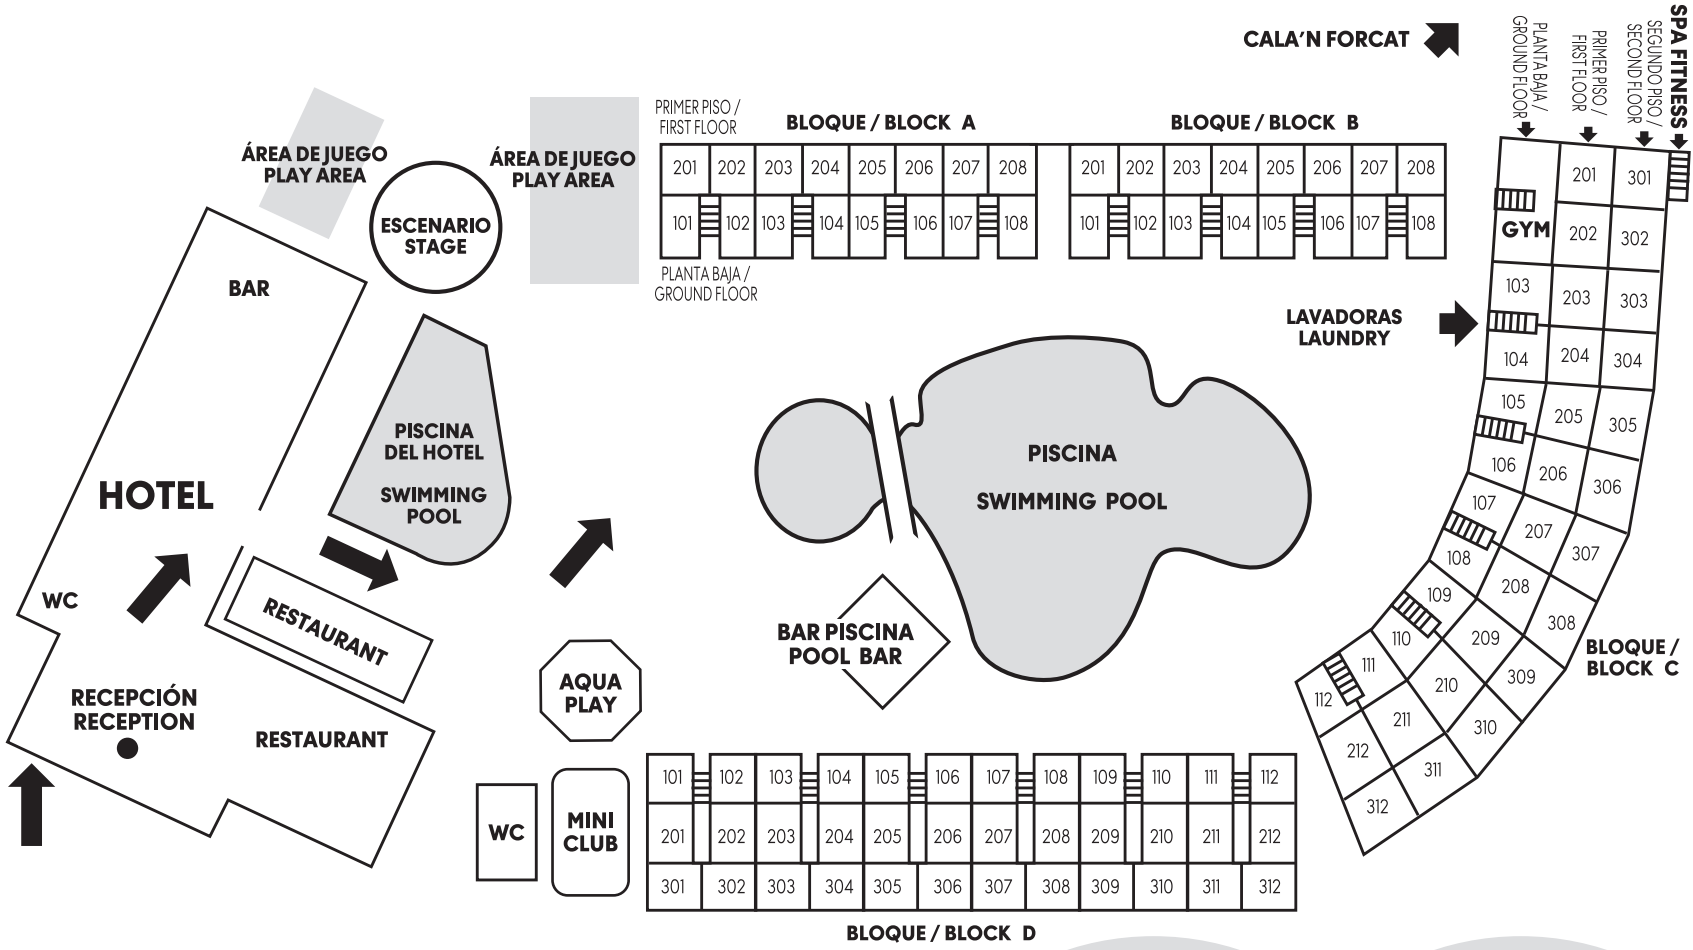 CALA'N FORCAT
PLANTA BAJA /
GROUND FLOOR
PRIMER PISO /
FIRST FLOOR
SEGUNDO PISO /
SECOND FLOOR
SPA FITNESS
ÁREA DE JUEGO
PLAY AREA
ESCENARIO
STAGE
ÁREA DE JUEGO
PLAY AREA
PRIMER PISO /
FIRST FLOOR
BLOQUE / BLOCK A
201 202 203 204 205 206 207 208
101 102 103 104 105 106 107 108
PLANTA BAJA /
GROUND FLOOR
BLOQUE / BLOCK B
201 202 203 204 205 206 207 208
101 102 103 104 105 106 107 108
BAR
HOTEL
WC
RECEPCIÓN
RECEPTION
RESTAURANT
RESTAURANT
PISCINA
DEL HOTEL
SWIMMING
POOL
PISCINA
SWIMMING POOL
BAR PISCINA
POOL BAR
AQUA
PLAY
WC
MINI
CLUB
LAVADORAS
LAUNDRY
201 301
GYM 202 302
103 203 303
104 204 304
105 205 305
106 206 306
107 207 307
108 208 308
109 209 309
110 210 310
111 211 311
112 212 312
BLOQUE /
BLOCK C
101 102 103 104 105 106 107 108 109 110 111 112
201 202 203 204 205 206 207 208 209 210 211 212
301 302 303 304 305 306 307 308 309 310 311 312
BLOQUE / BLOCK D